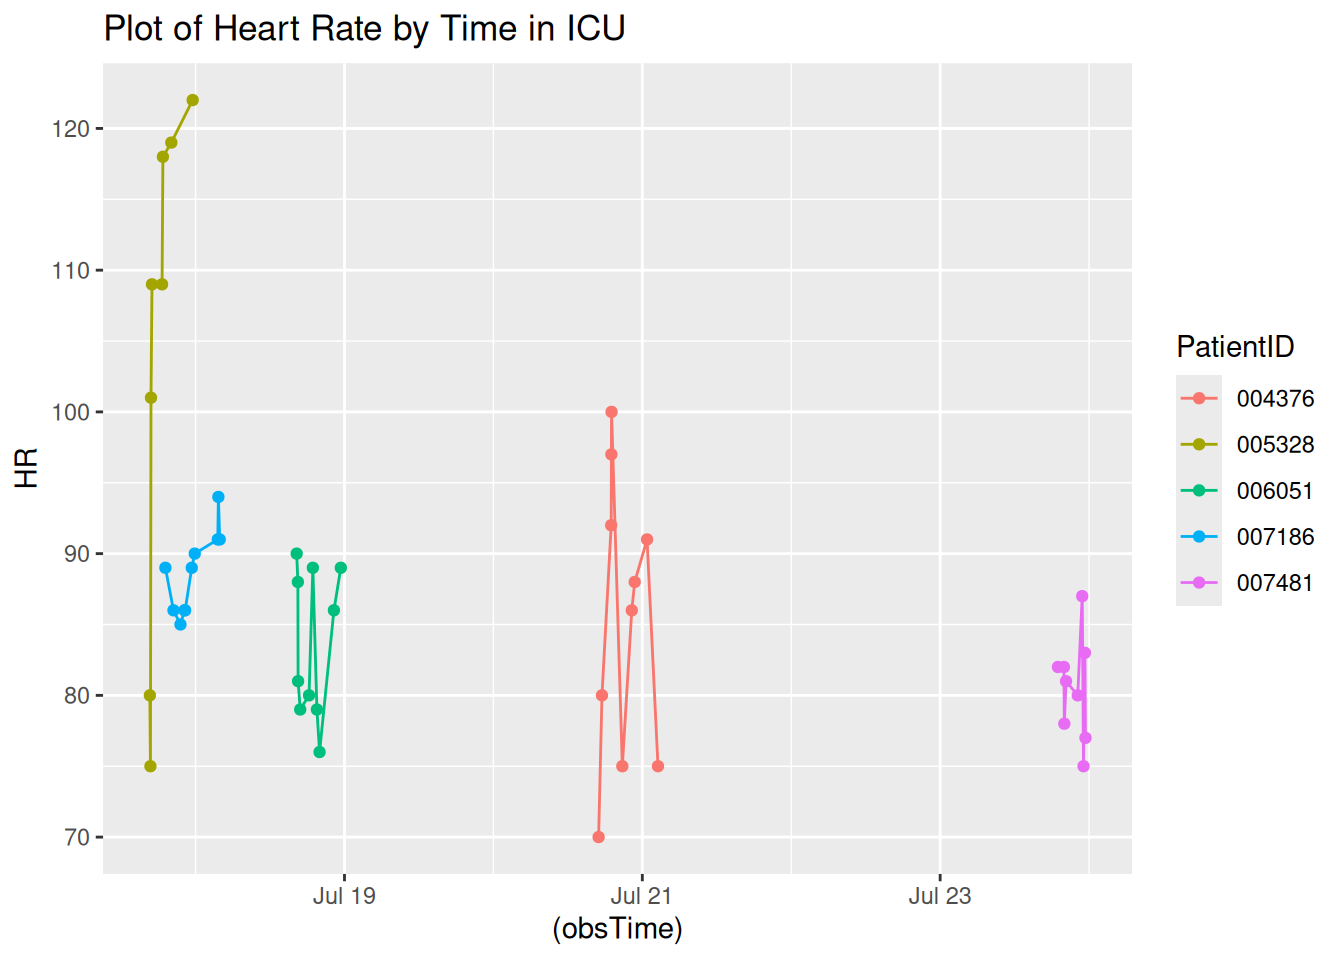 Plot of Heart Rate by Time in ICU
120
110
100
90
80
70
HR
Jul 19
Jul 21
Jul 23
(obsTime)
PatientID
004376
005328
006051
007186
007481